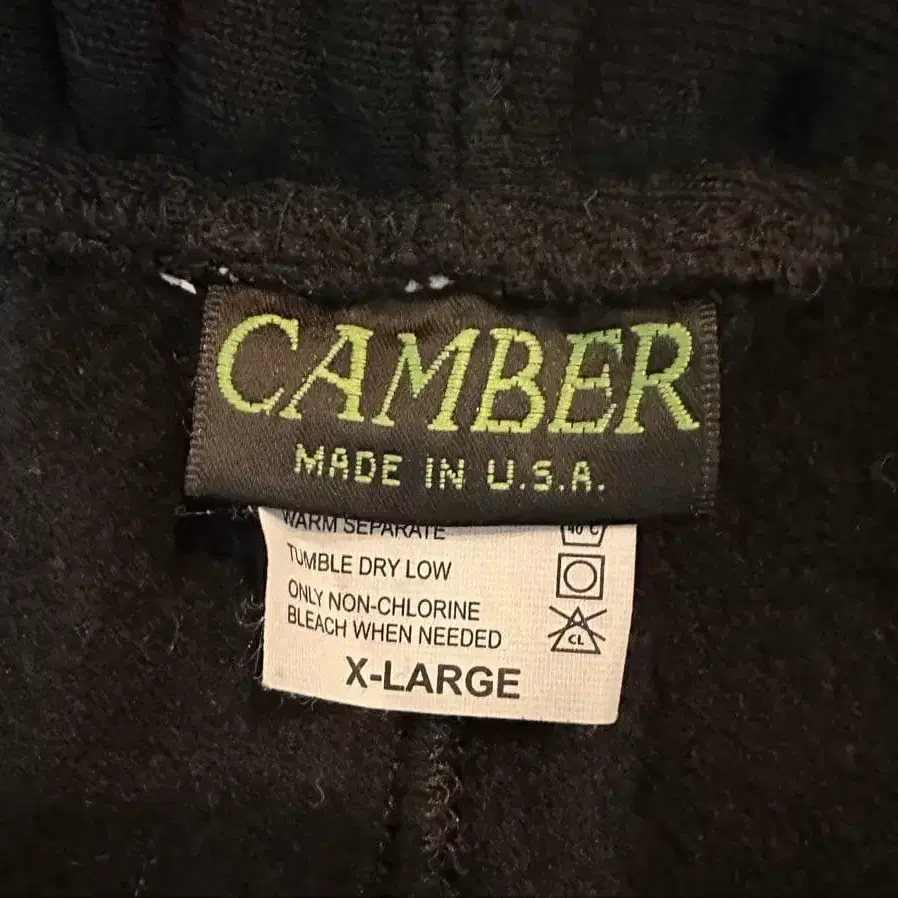 CAMBER
MADE IN U.S.A.
WARM SEPARATE
40°C
TUMBLE DRY LOW
ONLY NON-CHLORINE
BLEACH WHEN NEEDED
CL
X-LARGE